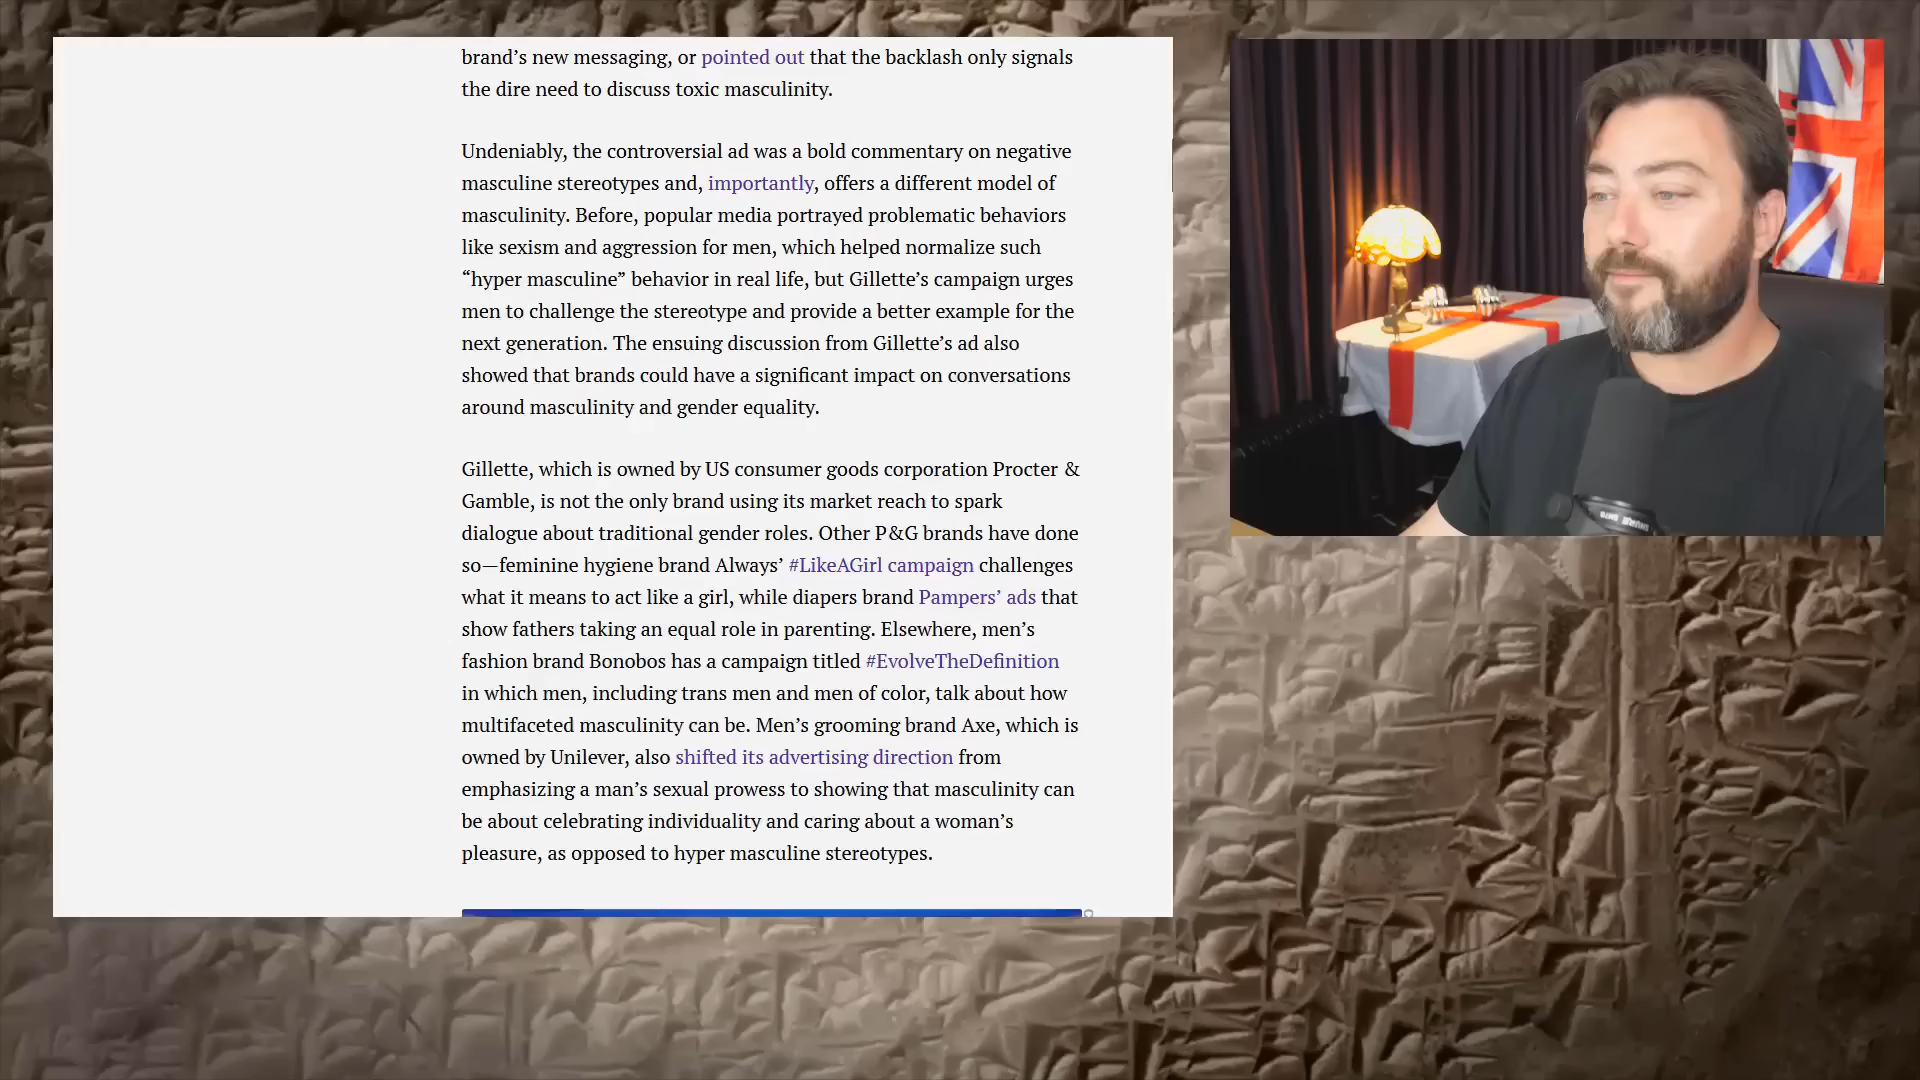 brand’s new messaging, or pointed out that the backlash only signals
the dire need to discuss toxic masculinity.
Undeniably, the controversial ad was a bold commentary on negative
masculine stereotypes and, importantly, offers a different model of
masculinity. Before, popular media portrayed problematic behaviors
like sexism and aggression for men, which helped normalize such
“hyper masculine” behavior in real life, but Gillette’s campaign urges
men to challenge the stereotype and provide a better example for the
next generation. The ensuing discussion from Gillette’s ad also
showed that brands could have a significant impact on conversations
around masculinity and gender equality.
Gillette, which is owned by US consumer goods corporation Procter &
Gamble, is not the only brand using its market reach to spark
dialogue about traditional gender roles. Other P&G brands have done
so—feminine hygiene brand Always’ #LikeAGirl campaign challenges
what it means to act like a girl, while diapers brand Pampers’ ads that
show fathers taking an equal role in parenting. Elsewhere, men’s
fashion brand Bonobos has a campaign titled #EvolveTheDefinition
in which men, including trans men and men of color, talk about how
multifaceted masculinity can be. Men’s grooming brand Axe, which is
owned by Unilever, also shifted its advertising direction from
emphasizing a man’s sexual prowess to showing that masculinity can
be about celebrating individuality and caring about a woman’s
pleasure, as opposed to hyper masculine stereotypes.